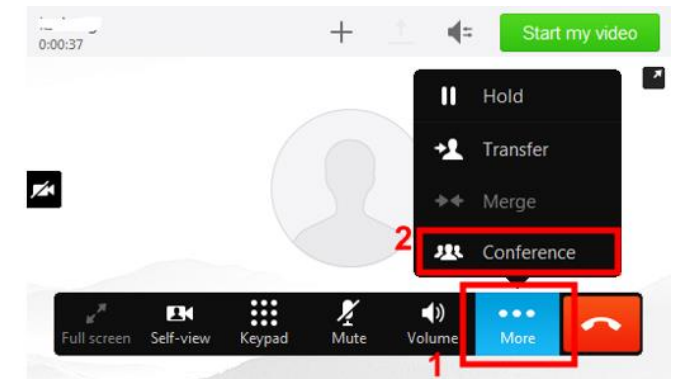 0:00:37
Start my video
Hold
Transfer
Merge
2
Conference
Full screen Self-view Keypad Mute Volume More
1